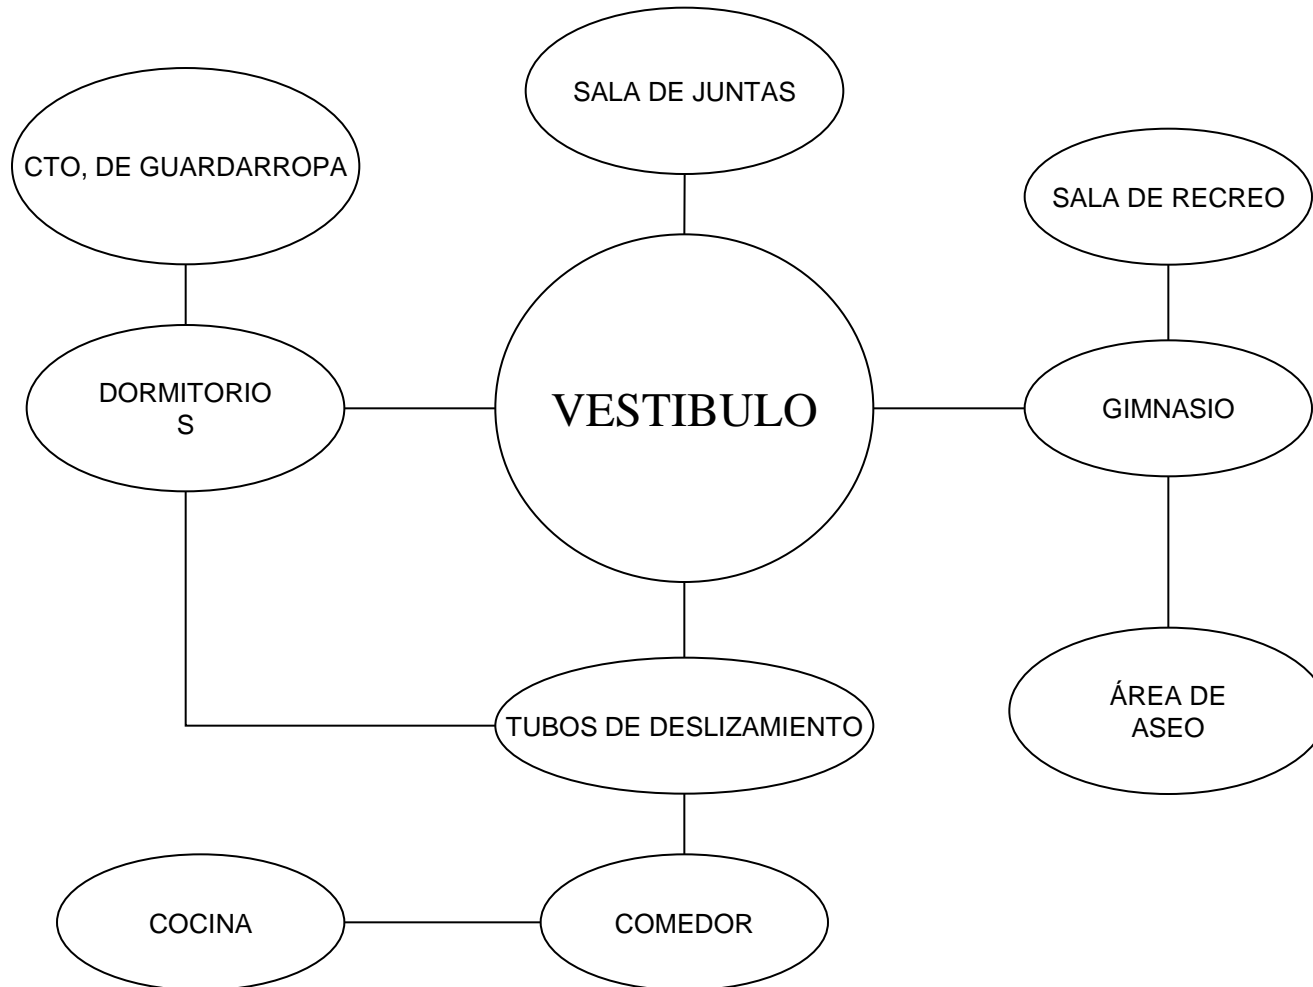 SALA DE JUNTAS
CTO, DE GUARDARROPA
SALA DE RECREO
DORMITORIO
S
VESTIBULO
GIMNASIO
TUBOS DE DESLIZAMIENTO
ÁREA DE
ASEO
COCINA
COMEDOR